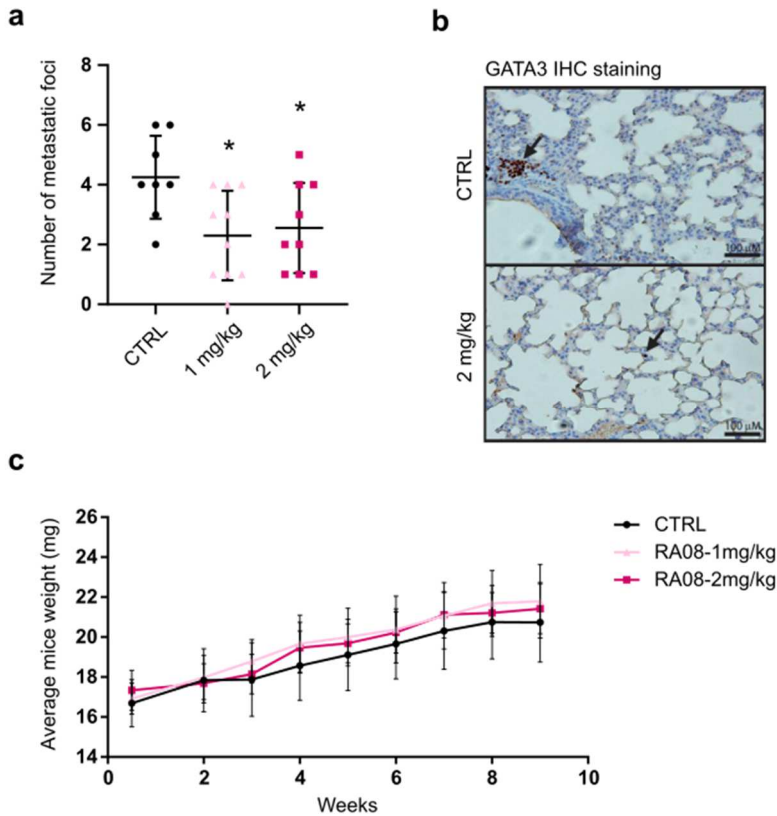 a
Number of metastatic foci
8
6
4
2
0
*
*
CTRL
1 mg/kg
2 mg/kg
b
GATA3 IHC staining
CTRL
100 µM
2 mg/kg
100 µM
c
Average mice weight (mg)
26
24
22
20
18
16
14
0
2
4
6
8
10
Weeks
CTRL
RA08-1mg/kg
RA08-2mg/kg